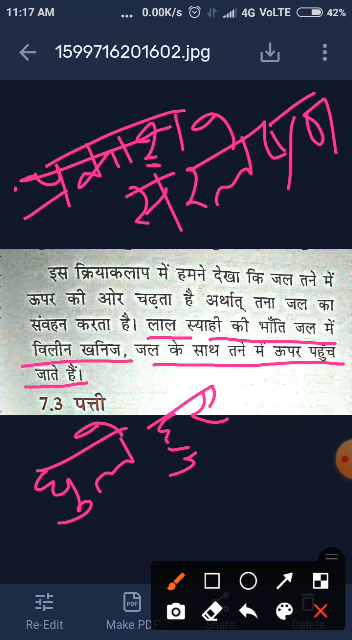 11:17 AM ... 0.00K/s 4G VoLTE 42%
1599716201602.jpg
प्रकाश
संश्लेषण
इस क्रियाकलाप में हमने देखा कि जल तने में
ऊपर की ओर चढ़ता है अर्थात् तना जल का
संवहन करता है। लाल स्याही की भाँति जल में
विलीन खनिज, जल के साथ तने में ऊपर पहुंच
जाते हैं।
7.3 पत्ती
घुले हुए
Re-Edit
Make PDF
Share
Delete